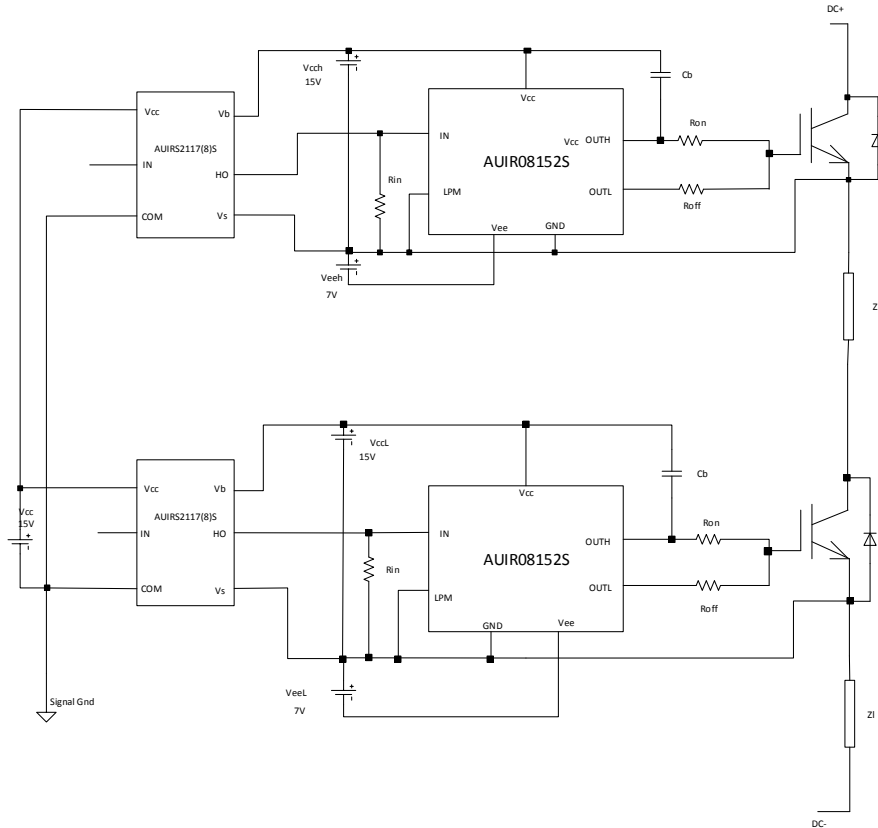 DC+
Vcch
15V
Cb
Vcc
Vb
Vcc
AUIRS2117(8)S
IN
Vcc
OUTH
Ron
IN
AUIR08152S
HO
LPM
OUTL
Rin
Roff
COM
Vs
Vee
GND
Veeh
7V
Z
VccL
15V
Cb
Vcc
Vb
Vcc
Vcc
15V
AUIRS2117(8)S
IN
HO
IN
OUTH
Ron
AUIR08152S
Rin
LPM
OUTL
Roff
COM
Vs
GND
Vee
VeeL
7V
Signal Gnd
Zl
DC-